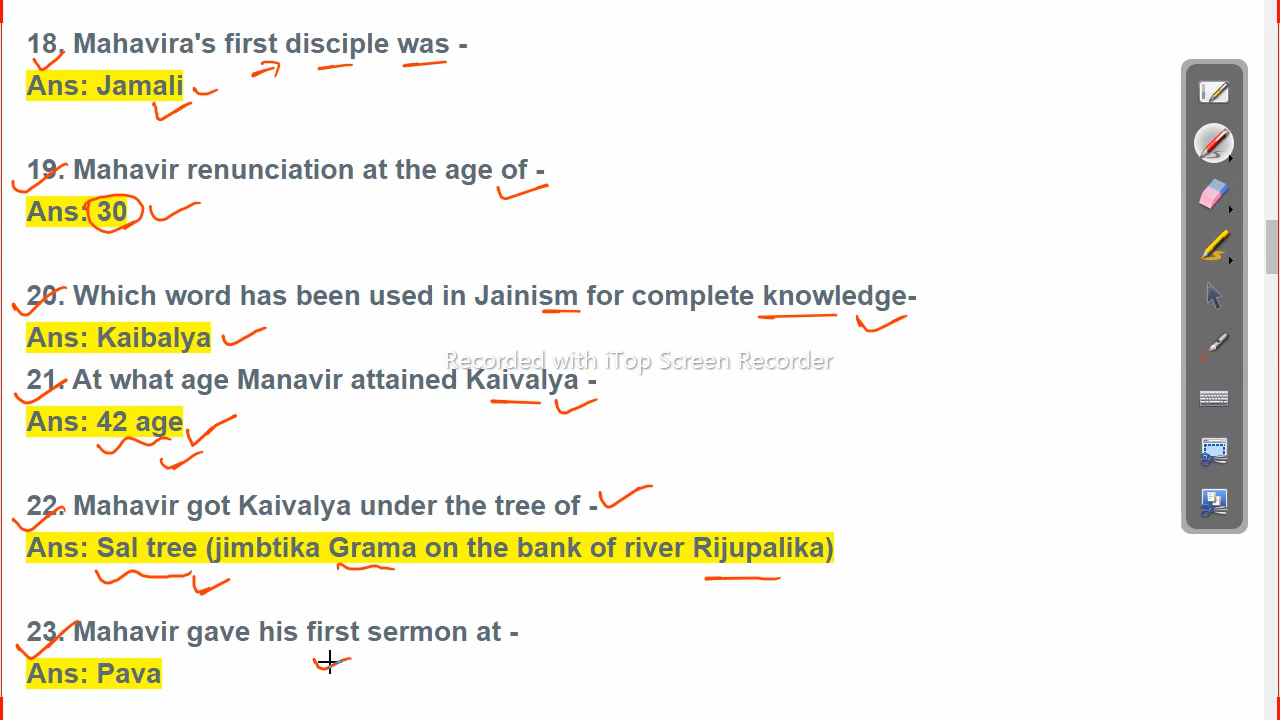 18. Mahavira's first disciple was -
Ans: Jamali
19. Mahavir renunciation at the age of -
Ans: 30
20. Which word has been used in Jainism for complete knowledge-
Ans: Kaibalya
Recorded with iTop Screen Recorder
21. At what age Manavir attained Kaivalya -
Ans: 42 age
22. Mahavir got Kaivalya under the tree of -
Ans: Sal tree (jimbtika Grama on the bank of river Rijupalika)
23. Mahavir gave his first sermon at -
Ans: Pava